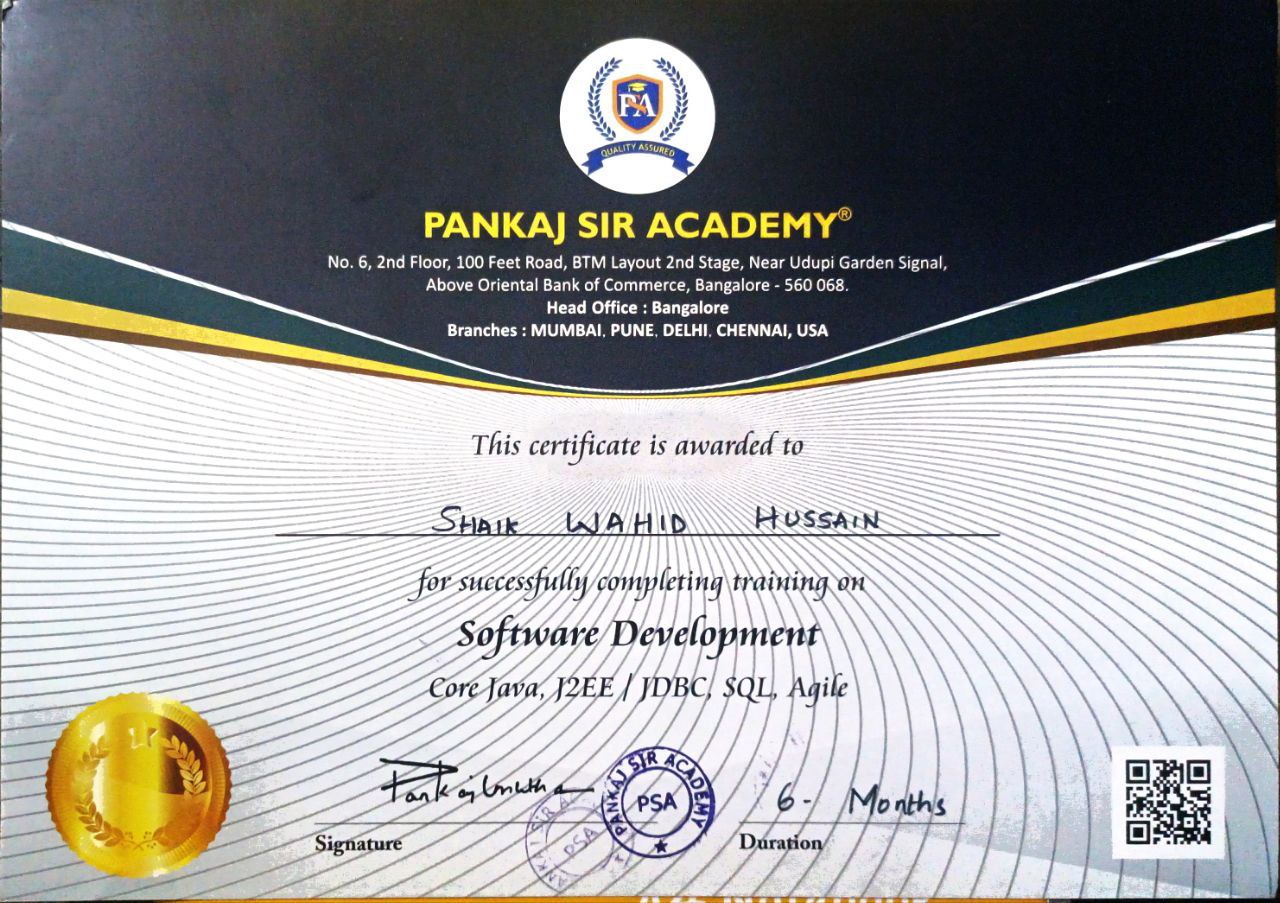 PSA
QUALITY ASSURED
PANKAJ SIR ACADEMY®
No. 6, 2nd Floor, 100 Feet Road, BTM Layout 2nd Stage, Near Udupi Garden Signal,
Above Oriental Bank of Commerce, Bangalore - 560 068.
Head Office : Bangalore
Branches : MUMBAI, PUNE, DELHI, CHENNAI, USA
This certificate is awarded to
SHAIK WAHID HUSSAIN
for successfully completing training on
Software Development
Core Java, J2EE / JDBC, SQL, Agile
PANKAJ SIR ACADEMY
PSA
PSA
6- Months
Signature
Duration